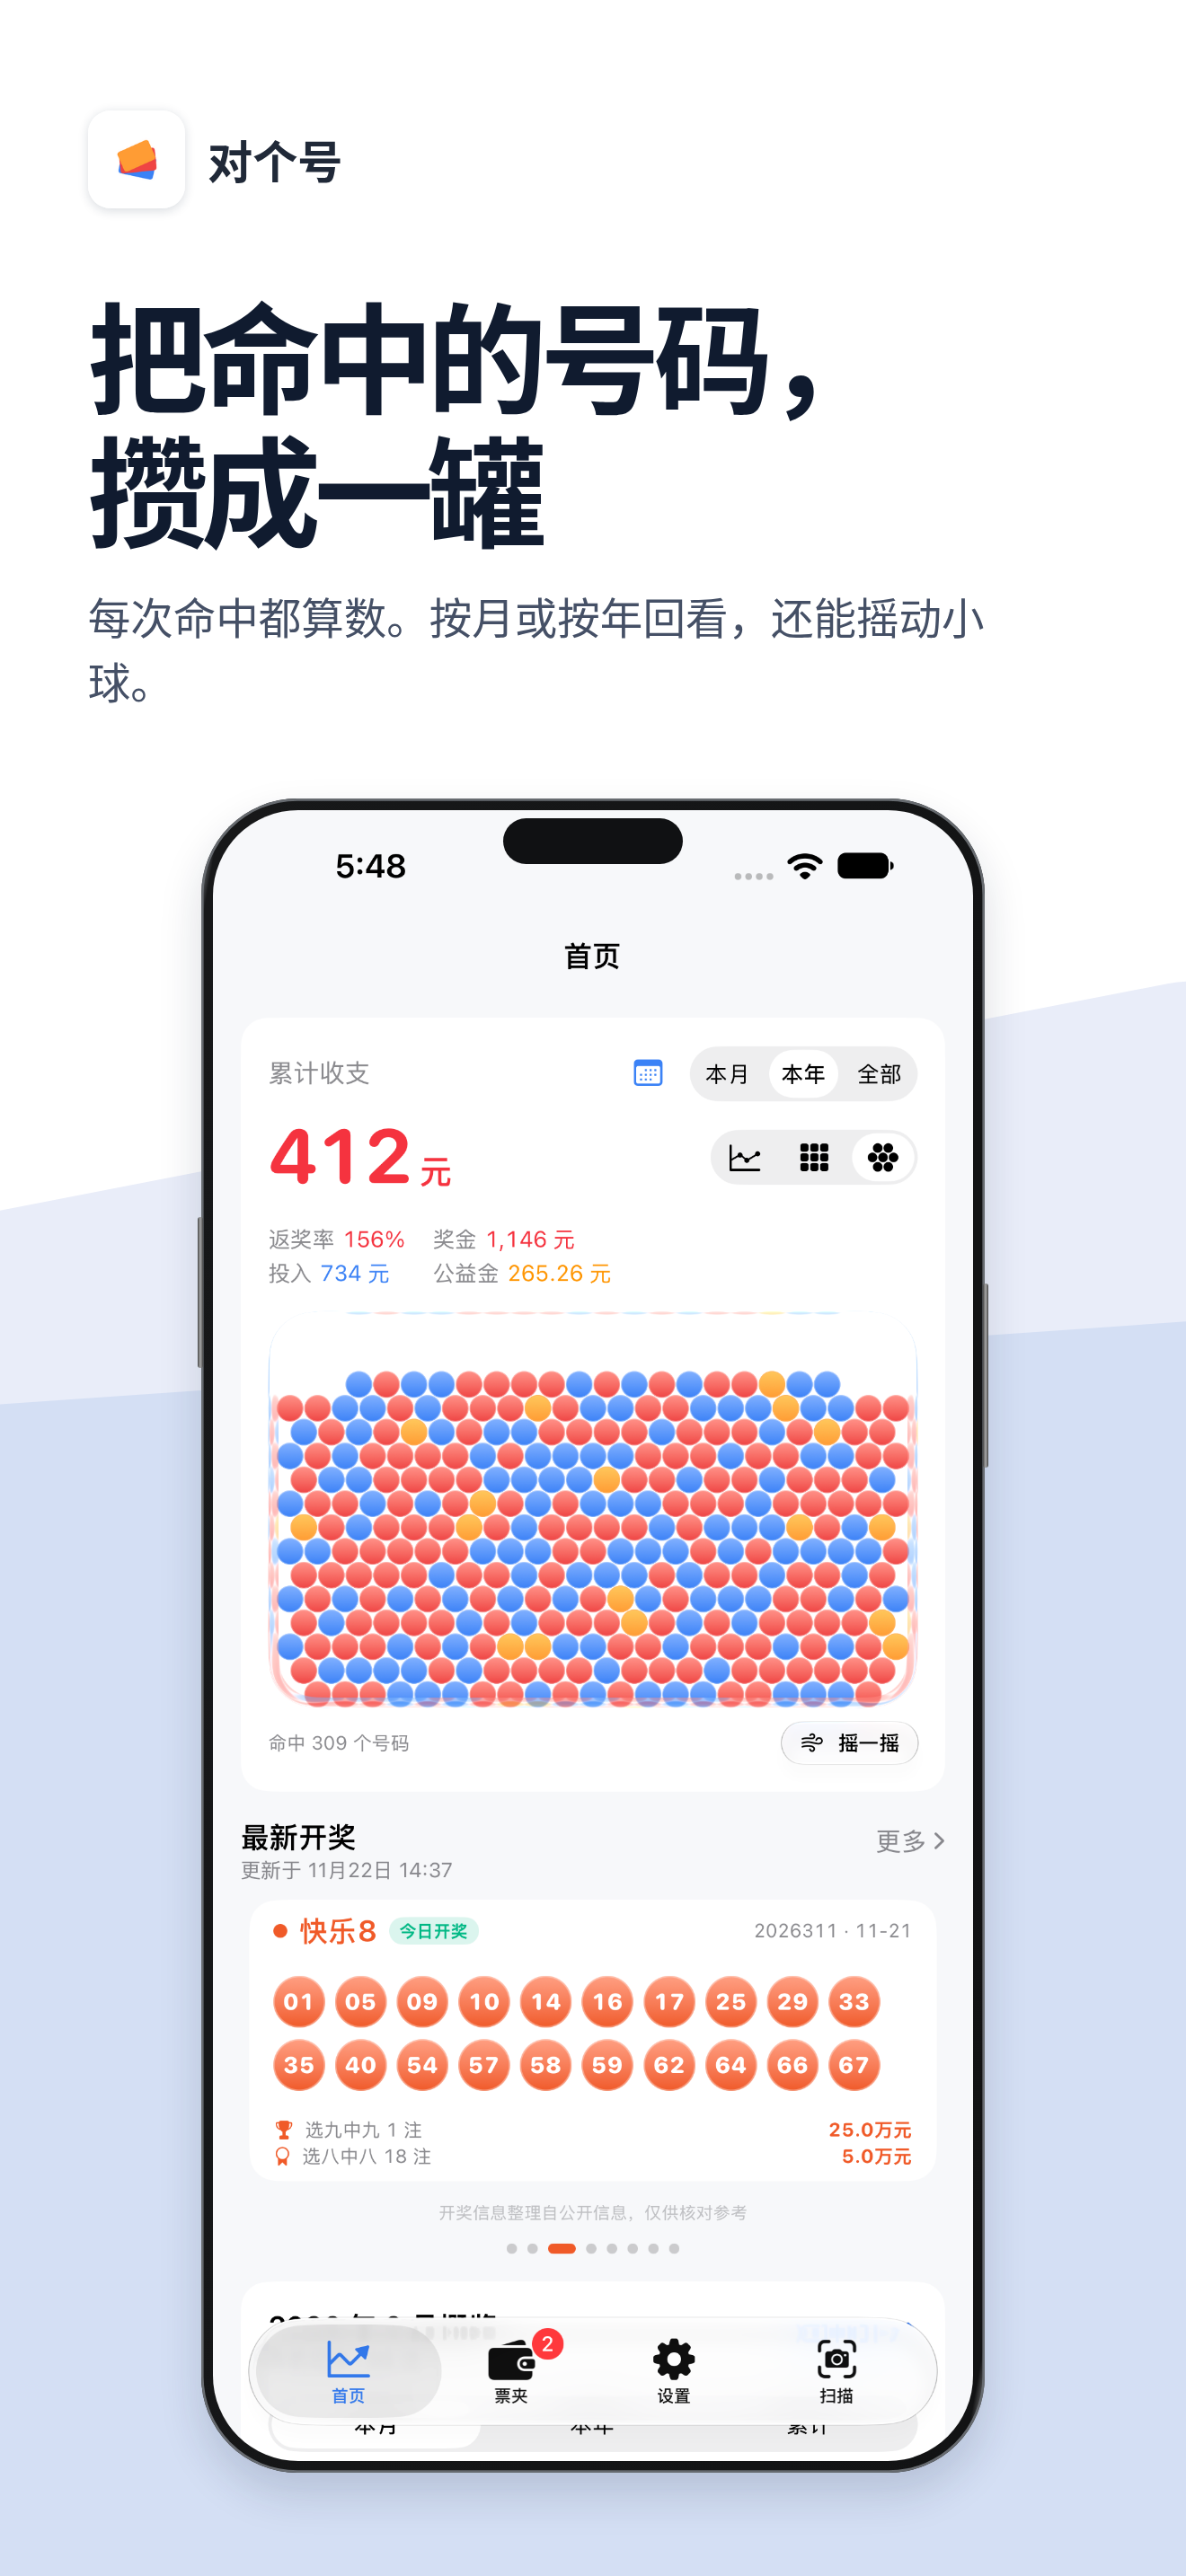 对个号
把命中的号码，
攒成一罐
每次命中都算数。按月或按年回看，还能摇动小
球。
5:48
首页
累计收支
本月 本年 全部
412 元
返奖率 156% 奖金 1,146 元
投入 734 元 公益金 265.26 元
命中 309 个号码
摇一摇
最新开奖
更多
更新于 11月22日 14:37
快乐8 今日开奖 2026311 · 11-21
01 05 09 10 14 16 17 25 29 33
35 40 54 57 58 59 62 64 66 67
选九中九 1 注 25.0万元
选八中八 18 注 5.0万元
开奖信息整理自公开信息，仅供核对参考
2
首页 票夹 设置 扫描
本月 本年 累计